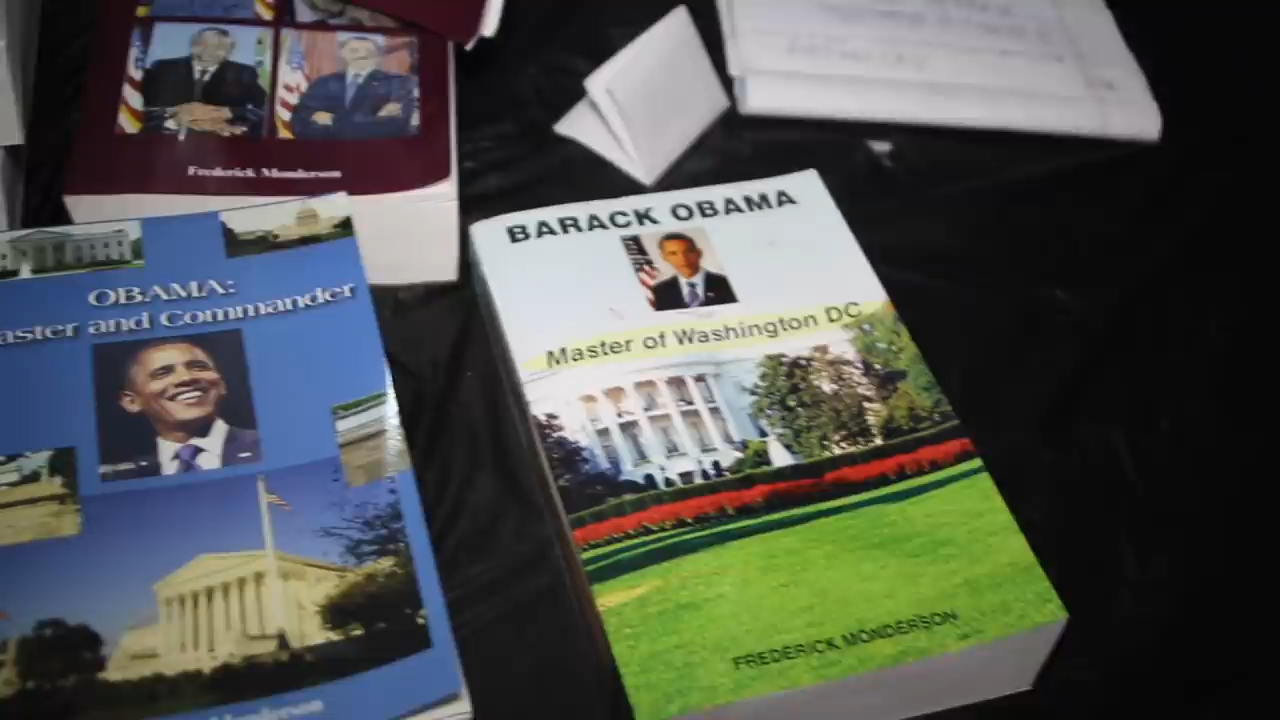 Frederick Monderson
OBAMA:
aster and Commander
BARACK OBAMA
Master of Washington DC
FREDERICK MONDERSON